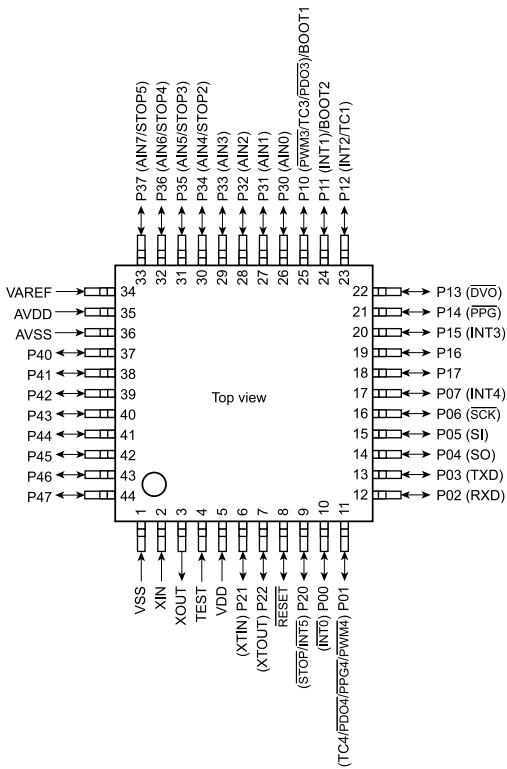 P37 (AIN7/STOP5)
P36 (AIN6/STOP4)
P35 (AIN5/STOP3)
P34 (AIN4/STOP2)
P33 (AIN3)
P32 (AIN2)
P31 (AIN1)
P30 (AIN0)
P10 (PWM3/TC3/PDO3)/BOOT1
P11 (INT1)/BOOT2
P12 (INT2/TC1)
33
32
31
30
29
28
27
26
25
24
23
VAREF 34
AVDD 35
AVSS 36
P40 37
P41 38
P42 39
P43 40
P44 41
P45 42
P46 43
P47 44
Top view
22 P13 (DVO)
21 P14 (PPG)
20 P15 (INT3)
19 P16
18 P17
17 P07 (INT4)
16 P06 (SCK)
15 P05 (SI)
14 P04 (SO)
13 P03 (TXD)
12 P02 (RXD)
1
2
3
4
5
6
7
8
9
10
11
VSS
XIN
XOUT
TEST
VDD
(XTIN) P21
(XTOUT) P22
RESET
(STOP/INT5) P20
(INT0) P00
(TC4/PDO4/PPG4/PWM4) P01